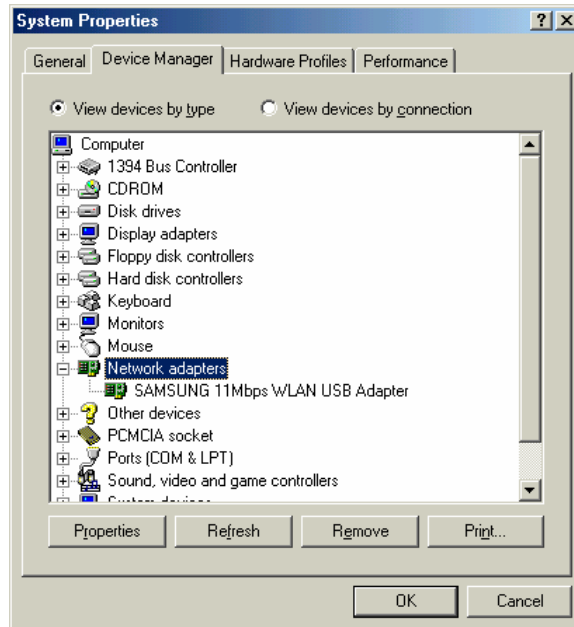 System Properties
General Device Manager Hardware Profiles Performance
View devices by type View devices by connection
Computer
1394 Bus Controller
CDROM
Disk drives
Display adapters
Floppy disk controllers
Hard disk controllers
Keyboard
Monitors
Mouse
Network adapters
SAMSUNG 11Mbps WLAN USB Adapter
Other devices
PCMCIA socket
Ports (COM & LPT)
Sound, video and game controllers
System devices
Properties Refresh Remove Print...
OK Cancel